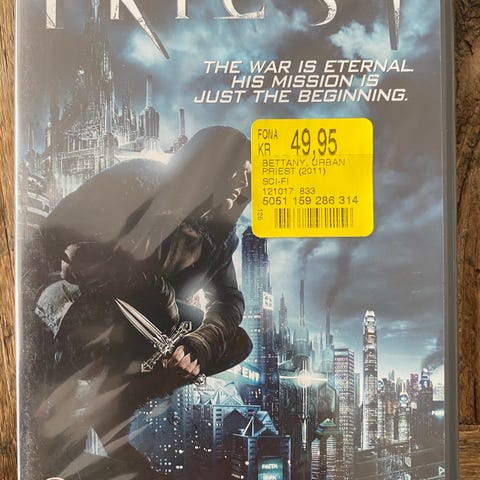 PRIEST
THE WAR IS ETERNAL.
HIS MISSION IS
JUST THE BEGINNING.
FONA
KR 49,95
BETTANY, URBAN
PRIEST (2011)
SCI-FI
121017 833
5051 159 286 314
FAITH